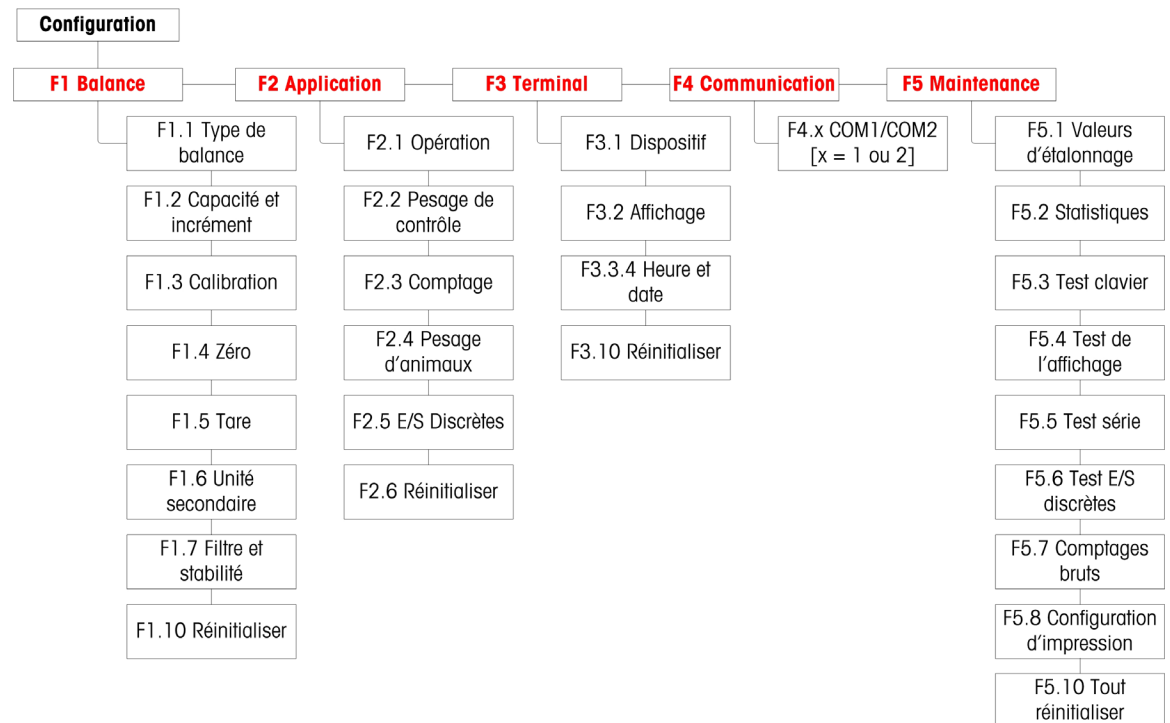 Configuration
F1 Balance
F2 Application
F3 Terminal
F4 Communication
F5 Maintenance
F1.1 Type de
balance
F1.2 Capacité et
incrément
F1.3 Calibration
F1.4 Zéro
F1.5 Tare
F1.6 Unité
secondaire
F1.7 Filtre et
stabilité
F1.10 Réinitialiser
F2.1 Opération
F2.2 Pesage de
contrôle
F2.3 Comptage
F2.4 Pesage
d'animaux
F2.5 E/S Discrètes
F2.6 Réinitialiser
F3.1 Dispositif
F3.2 Affichage
F3.3.4 Heure et
date
F3.10 Réinitialiser
F4.x COM1/COM2
[x = 1 ou 2]
F5.1 Valeurs
d'étalonnage
F5.2 Statistiques
F5.3 Test clavier
F5.4 Test de
l'affichage
F5.5 Test série
F5.6 Test E/S
discrètes
F5.7 Comptages
bruts
F5.8 Configuration
d'impression
F5.10 Tout
réinitialiser